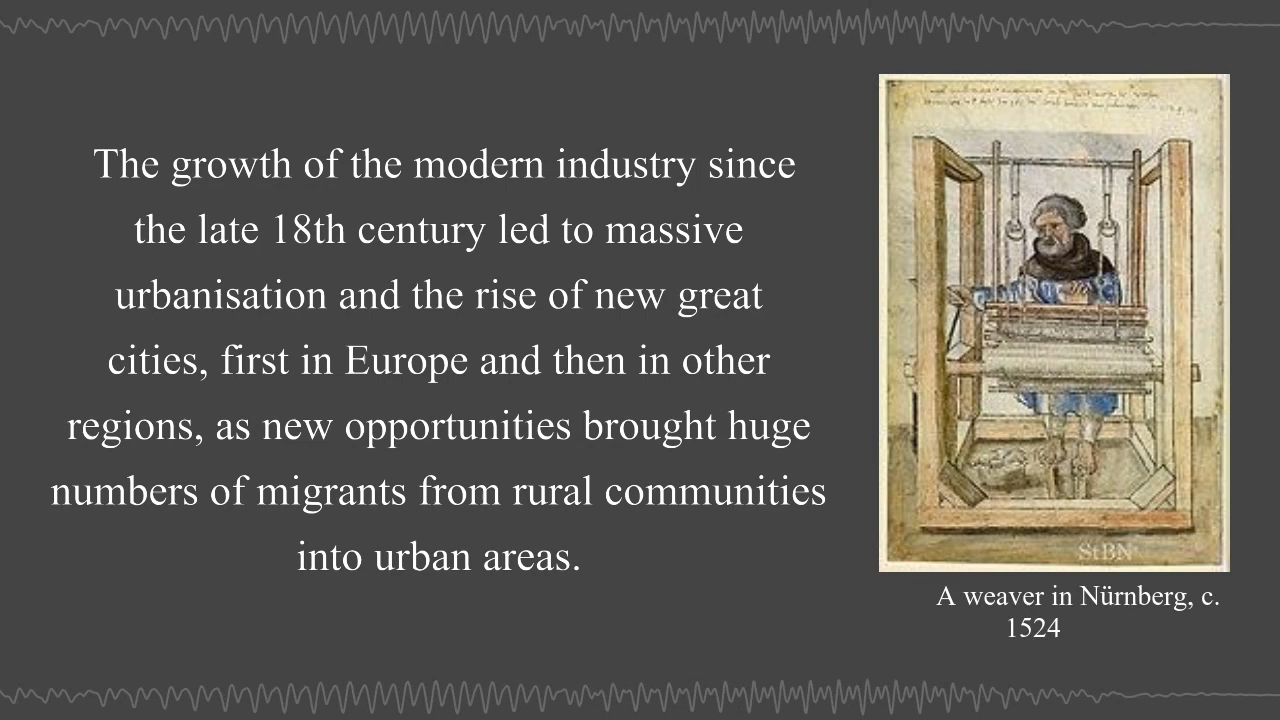 The growth of the modern industry since
the late 18th century led to massive
urbanisation and the rise of new great
cities, first in Europe and then in other
regions, as new opportunities brought huge
numbers of migrants from rural communities
into urban areas.
StBN
A weaver in Nürnberg, c.
1524